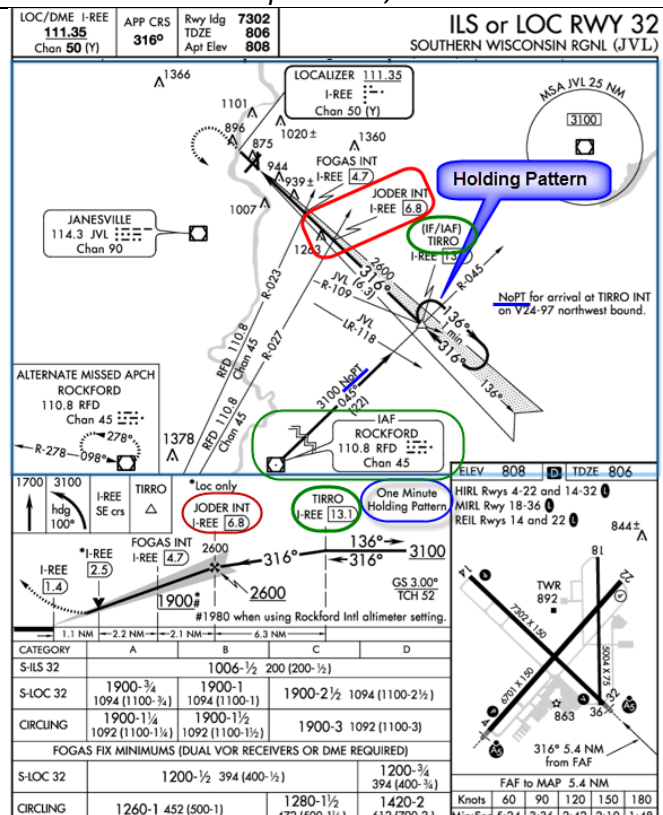 LOC/DME I-REE
111.35
Chan 50 (Y)
APP CRS
316°
Rwy ldg 7302
TDZE 806
Apt Elev 808
ILS or LOC RWY 32
SOUTHERN WISCONSIN RGNL (JVL)
1366
LOCALIZER 111.35
I-REE
Chan 50 (Y)
MSA JVL 25 NM
3100
1101
896
875
1020±
1360
944
939±
FOGAS INT
I-REE 4.7
JODER INT
I-REE 6.8
Holding Pattern
1007
1263
JANESVILLE
114.3 JVL
Chan 90
(IF/IAF)
TIRRO
I-REE
2600
316°
JVL
(6.3)
R-109
R-045
JVL
LR-118
136°
1 min
316°
136°
NoPT for arrival at TIRRO INT
on V24-97 northwest bound.
R-023
RFD 110.8
Chan 45
R-027
RFD 110.8
Chan 45
3100 NoPT
045°
(22)
IAF
ROCKFORD
110.8 RFD
Chan 45
ALTERNATE MISSED APCH
ROCKFORD
110.8 RFD
Chan 45
278°
R-278
098°
1378
1700
3100
hdg
100°
I-REE
SE crs
TIRRO
*Loc only
JODER INT
I-REE 6.8
TIRRO
I-REE 13.1
One Minute
Holding Pattern
FOGAS INT
I-REE 4.7
*I-REE
2.5
I-REE
1.4
2600
316°
136°
316°
3100
2600
1900#
GS 3.00°
TCH 52
#1980 when using Rockford Intl altimeter setting.
1.1 NM
2.2 NM
2.1 NM
6.3 NM
CATEGORY A B C D
S-ILS 32 1006-½ 200 (200-½)
S-LOC 32 1900-¾ 1094 (1100-¾) 1900-1 1094 (1100-1) 1900-2½ 1094 (1100-2½)
CIRCLING 1900-1¼ 1092 (1100-1¼) 1900-1½ 1092 (1100-1½) 1900-3 1092 (1100-3)
FOGAS FIX MINIMUMS (DUAL VOR RECEIVERS OR DME REQUIRED)
S-LOC 32 1200-½ 394 (400-½) 1200-¾ 394 (400-¾)
CIRCLING 1260-1 452 (500-1) 1280-1½ 1420-2
ELEV 808 D TDZE 806
HIRL Rwys 4-22 and 14-32 L
MIRL Rwy 18-36 L
REIL Rwys 14 and 22 L
844±
18
14
22
TWR
892
7302 X 150
5004 X 75
6701 X 150
863
36
32
4
A5
A5
316° 5.4 NM
from FAF
FAF to MAP 5.4 NM
Knots 60 90 120 150 180